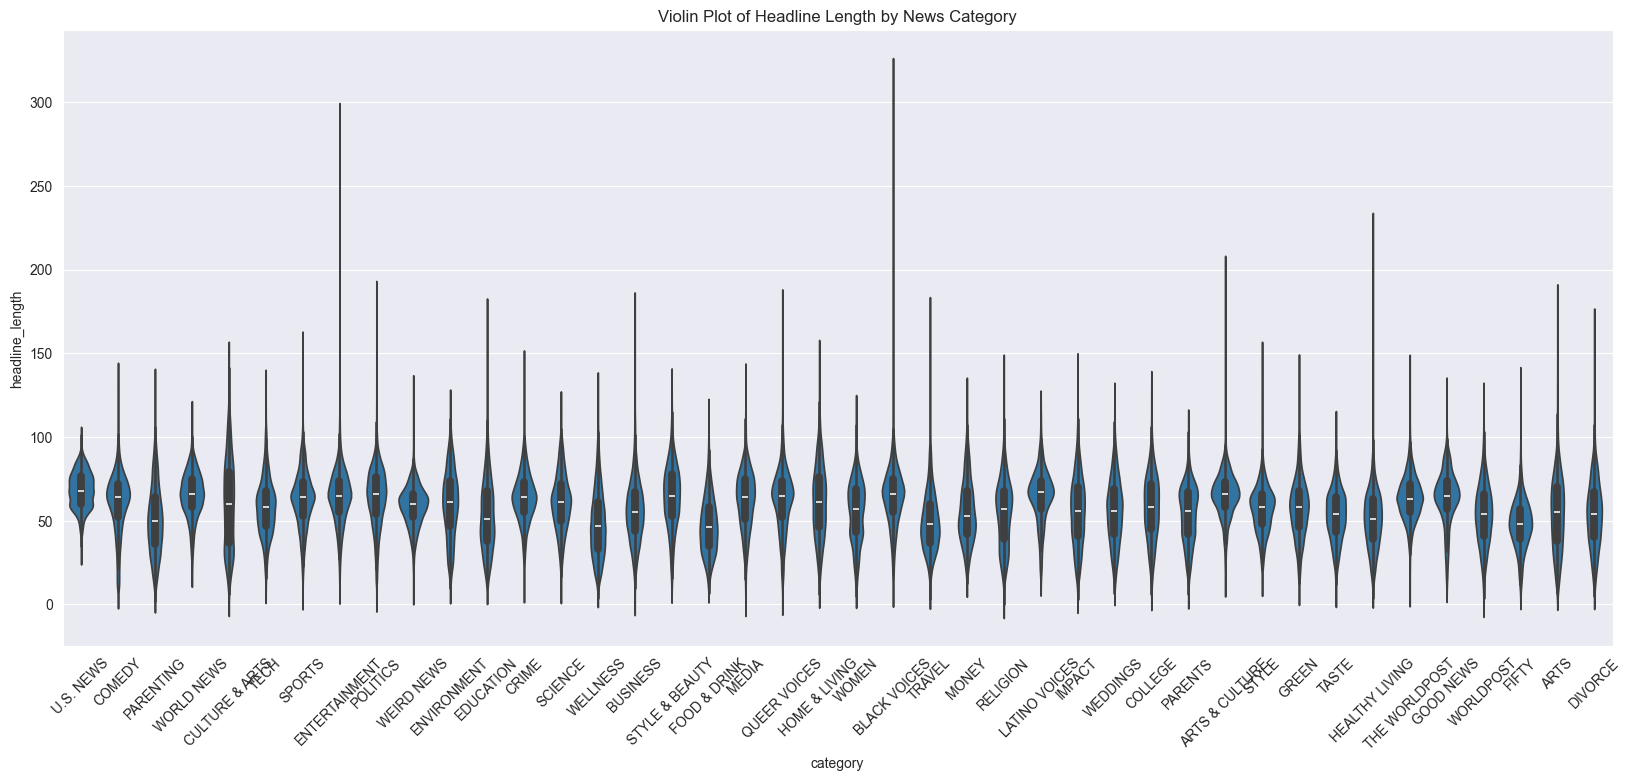 Violin Plot of Headline Length by News Category
300
250
200
150
100
50
0
headline_length
U.S. NEWS
COMEDY
PARENTING
WORLD NEWS
CULTURE & ARTS
TECH
SPORTS
ENTERTAINMENT
POLITICS
WEIRD NEWS
ENVIRONMENT
EDUCATION
CRIME
SCIENCE
WELLNESS
BUSINESS
STYLE & BEAUTY
FOOD & DRINK
MEDIA
QUEER VOICES
HOME & LIVING
WOMEN
BLACK VOICES
TRAVEL
MONEY
RELIGION
LATINO VOICES
IMPACT
WEDDINGS
COLLEGE
PARENTS
ARTS & CULTURE
STYLE
GREEN
TASTE
HEALTHY LIVING
THE WORLDPOST
GOOD NEWS
WORLDPOST
FIFTY
ARTS
DIVORCE
category